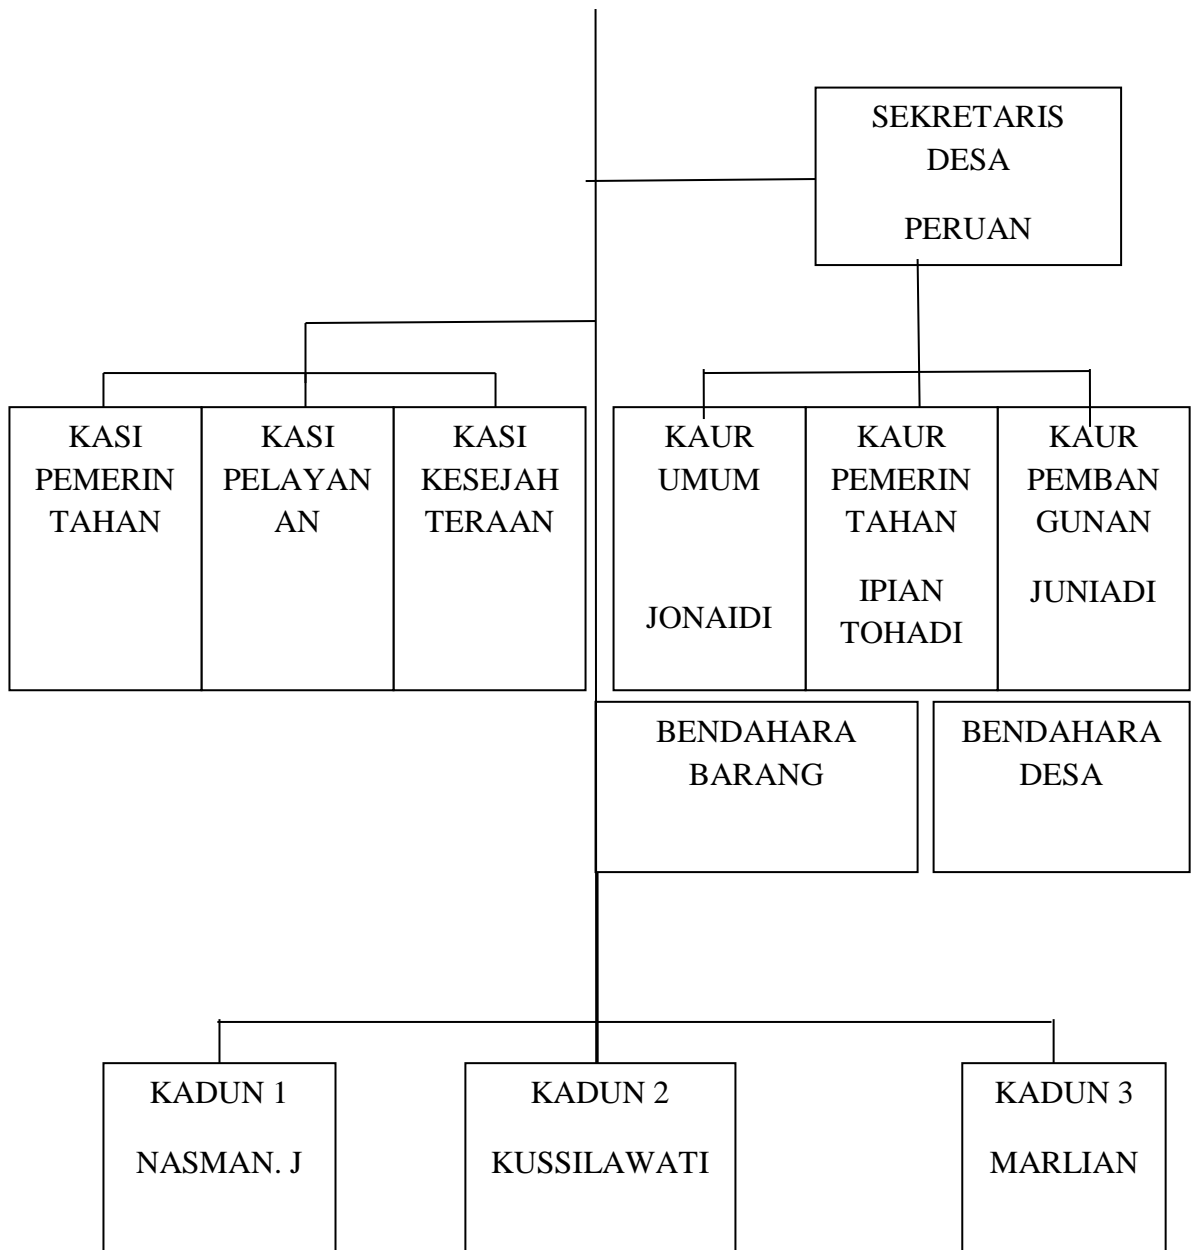 SEKRETARIS
DESA
PERUAN
KASI
PEMERIN
TAHAN
KASI
PELAYAN
AN
KASI
KESEJAH
TERAAN
KAUR
UMUM
JONAIDI
KAUR
PEMERIN
TAHAN
IPIAN
TOHADI
KAUR
PEMBAN
GUNAN
JUNIADI
BENDAHARA
BARANG
BENDAHARA
DESA
KADUN 1
NASMAN. J
KADUN 2
KUSSILAWATI
KADUN 3
MARLIAN